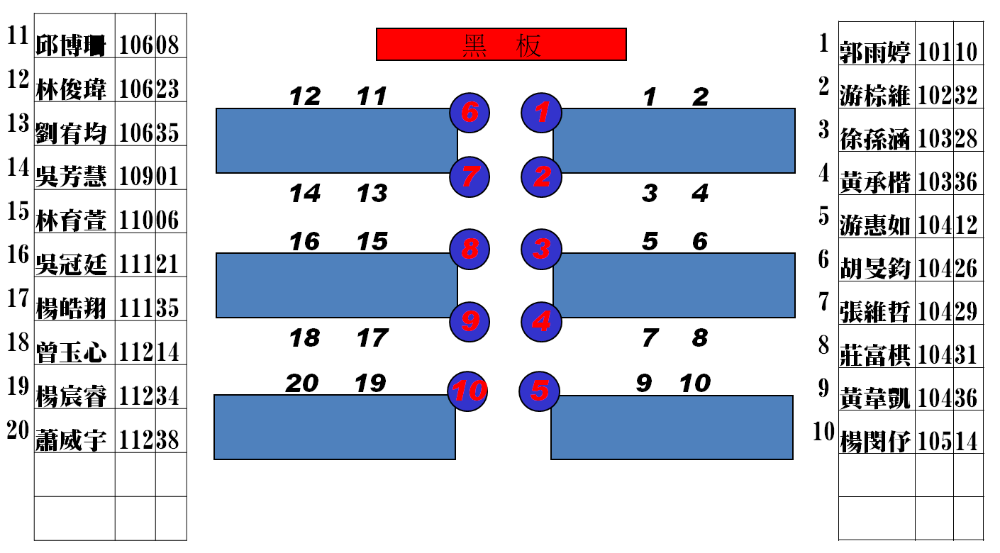 黑 板
11 邱博珊 106 08
12 林俊瑋 106 23
13 劉宥均 106 35
14 吳芳慧 109 01
15 林育萱 110 06
16 吳冠廷 111 21
17 楊皓翔 111 35
18 曾玉心 112 14
19 楊宸睿 112 34
20 蕭威宇 112 38
12 11
6
7
14 13
16 15
8
9
18 17
20 19
10
1 2
1
2
3 4
5 6
3
4
7 8
9 10
5
1 郭雨婷 101 10
2 游棕維 102 32
3 徐孫涵 103 28
4 黃承楷 103 36
5 游惠如 104 12
6 胡旻鈞 104 26
7 張維哲 104 29
8 莊富棋 104 31
9 黃韋凱 104 36
10 楊閔伃 105 14